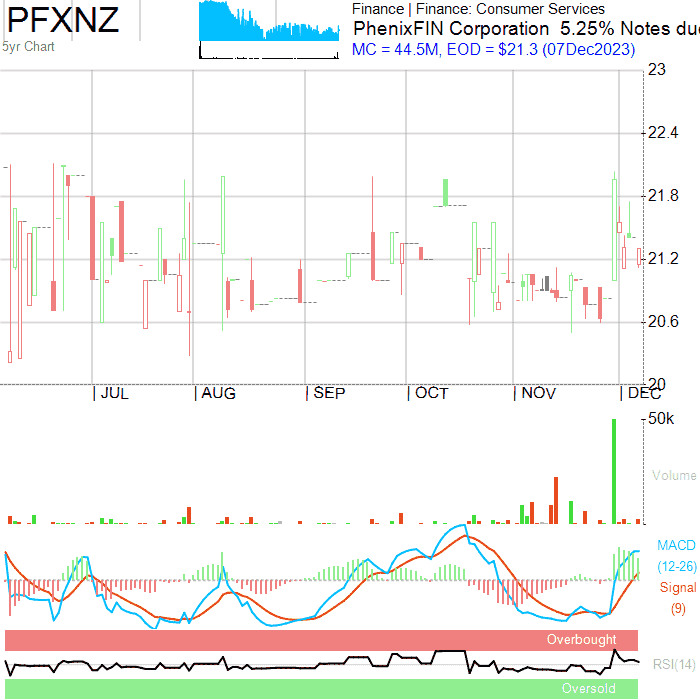 PFXNZ
5yr Chart
Finance | Finance: Consumer Services
PhenixFIN Corporation 5.25% Notes du
MC = 44.5M, EOD = $21.3 (07Dec2023)
23
22.4
21.8
21.2
20.6
20
| JUL | AUG | SEP | OCT | NOV | DEC
50k
Volume
MACD
(12-26)
Signal
(9)
Overbought
RSI(14)
Oversold